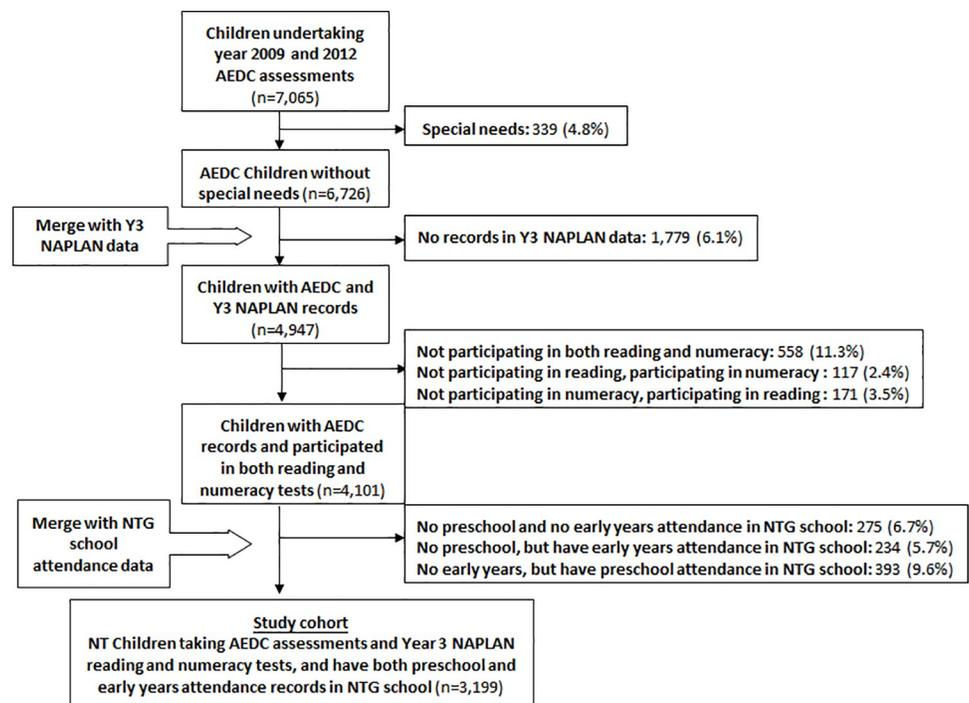 Children undertaking
year 2009 and 2012
AEDC assessments
(n=7,065)
Special needs: 339 (4.8%)
AEDC Children without
special needs (n=6,726)
Merge with Y3
NAPLAN data
No records in Y3 NAPLAN data: 1,779 (6.1%)
Children with AEDC and
Y3 NAPLAN records
(n=4,947)
Not participating in both reading and numeracy: 558 (11.3%)
Not participating in reading, participating in numeracy : 117 (2.4%)
Not participating in numeracy, participating in reading : 171 (3.5%)
Children with AEDC
records and participated
in both reading and
numeracy tests (n=4,101)
Merge with NTG
school
attendance data
No preschool and no early years attendance in NTG school: 275 (6.7%)
No preschool, but have early years attendance in NTG school: 234 (5.7%)
No early years, but have preschool attendance in NTG school: 393 (9.6%)
Study cohort
NT Children taking AEDC assessments and Year 3 NAPLAN
reading and numeracy tests, and have both preschool and
early years attendance records in NTG school (n=3,199)